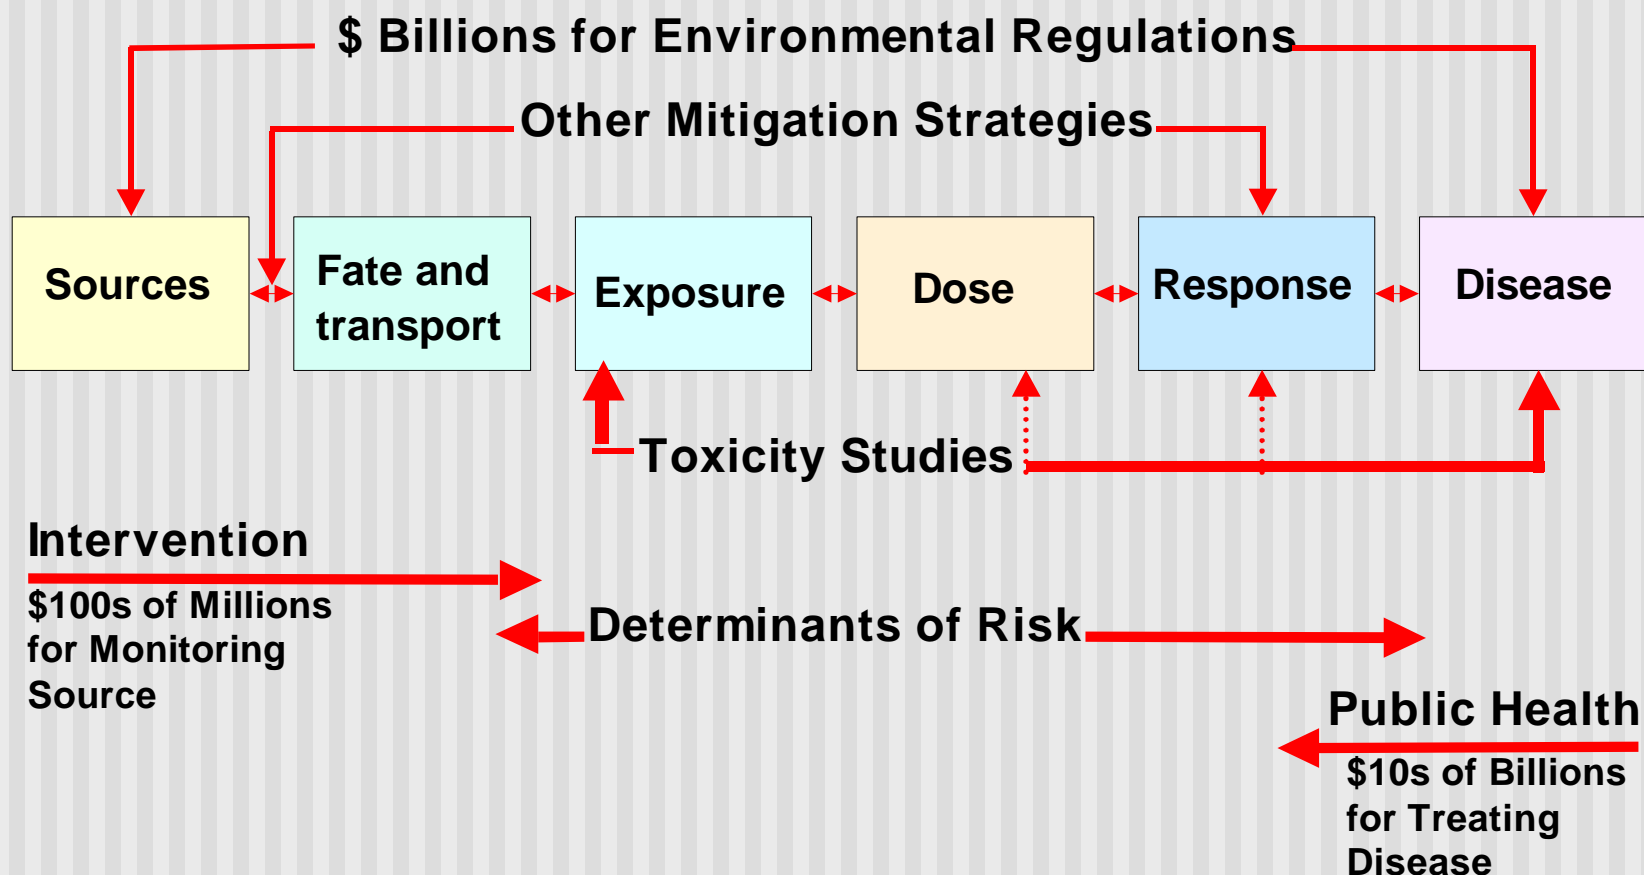 $ Billions for Environmental Regulations
Other Mitigation Strategies
Sources
Fate and
transport
Exposure
Dose
Response
Disease
Toxicity Studies
Intervention
$100s of Millions
for Monitoring
Source
Determinants of Risk
Public Health
$10s of Billions
for Treating
Disease